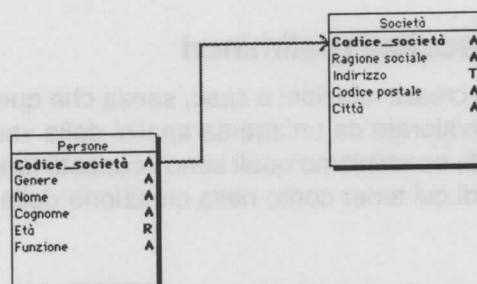 Società
Codice_società A
Ragione sociale A
Indirizzo T
Codice postale A
Città A
Persone
Codice_società A
Genere A
Nome A
Cognome A
Età R
Funzione A